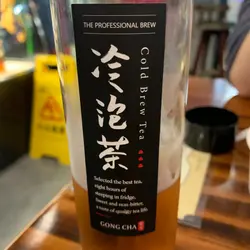 THE PROFESSIONAL BREW
冷泡茶
Cold Brew Tea
Selected the best tea,
eight hours of
steeping in fridge.
Sweet and non-bitter,
a taste of quality tea life.
GONG CHA